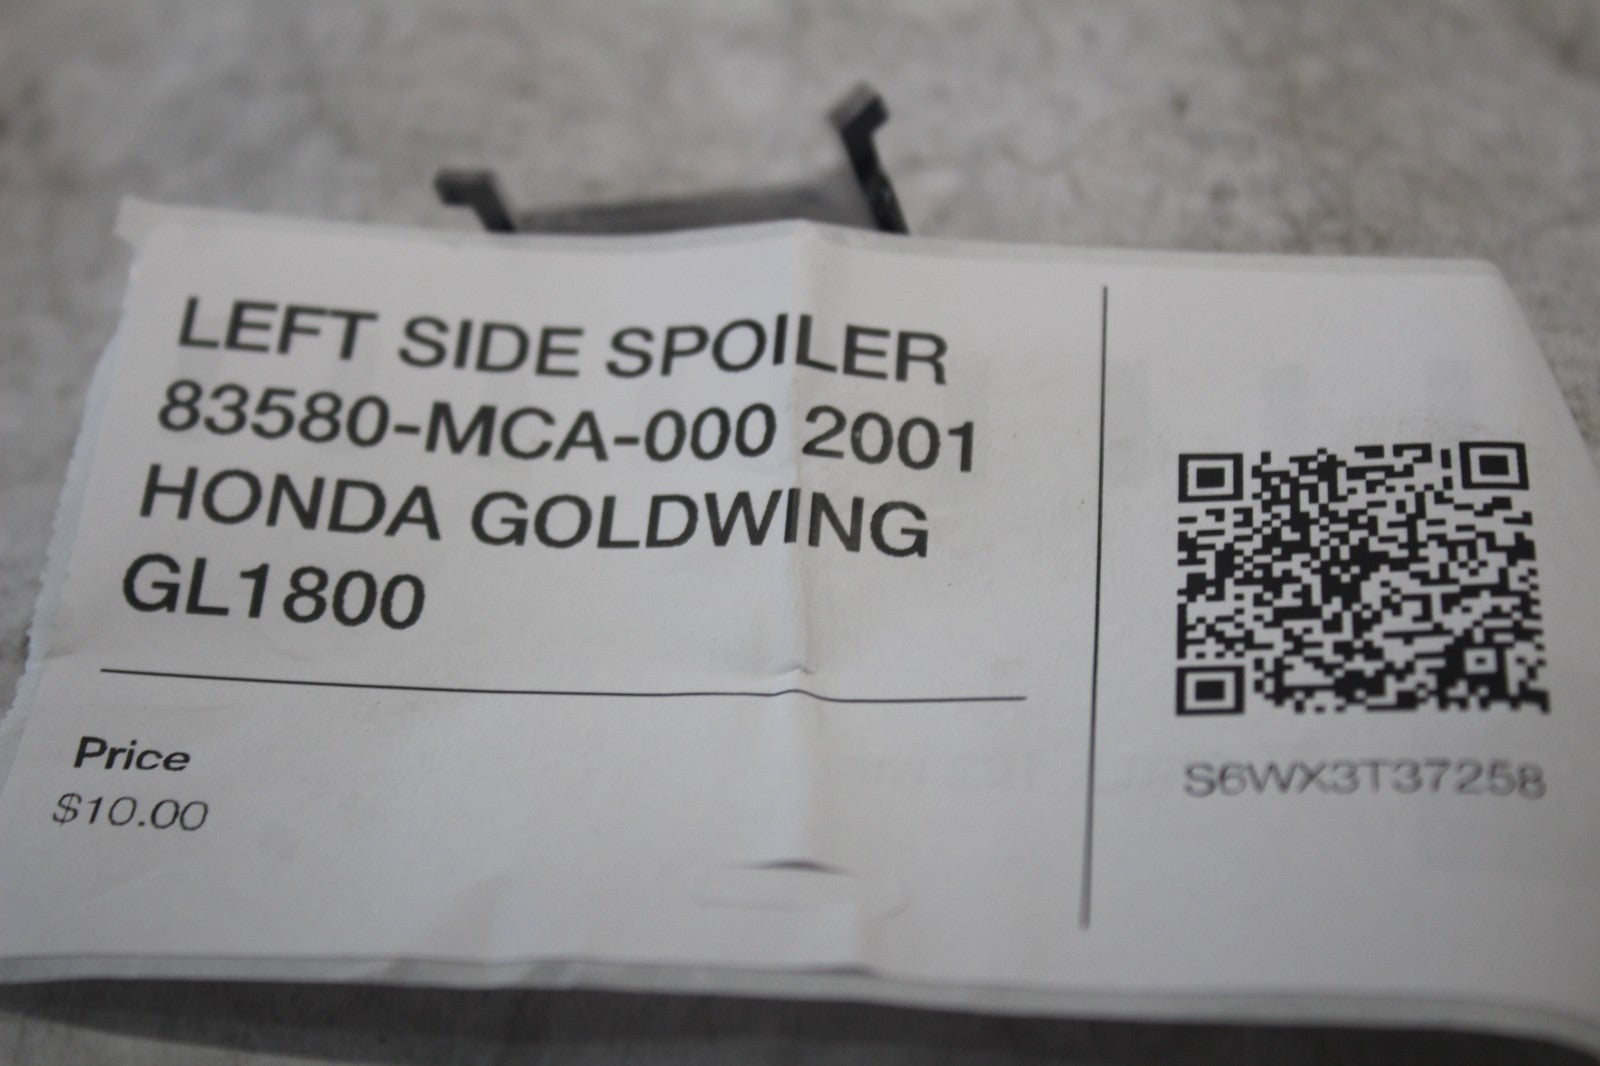 LEFT SIDE SPOILER
83580-MCA-000 2001
HONDA GOLDWING
GL1800
Price
$10.00
S6WX3T37258